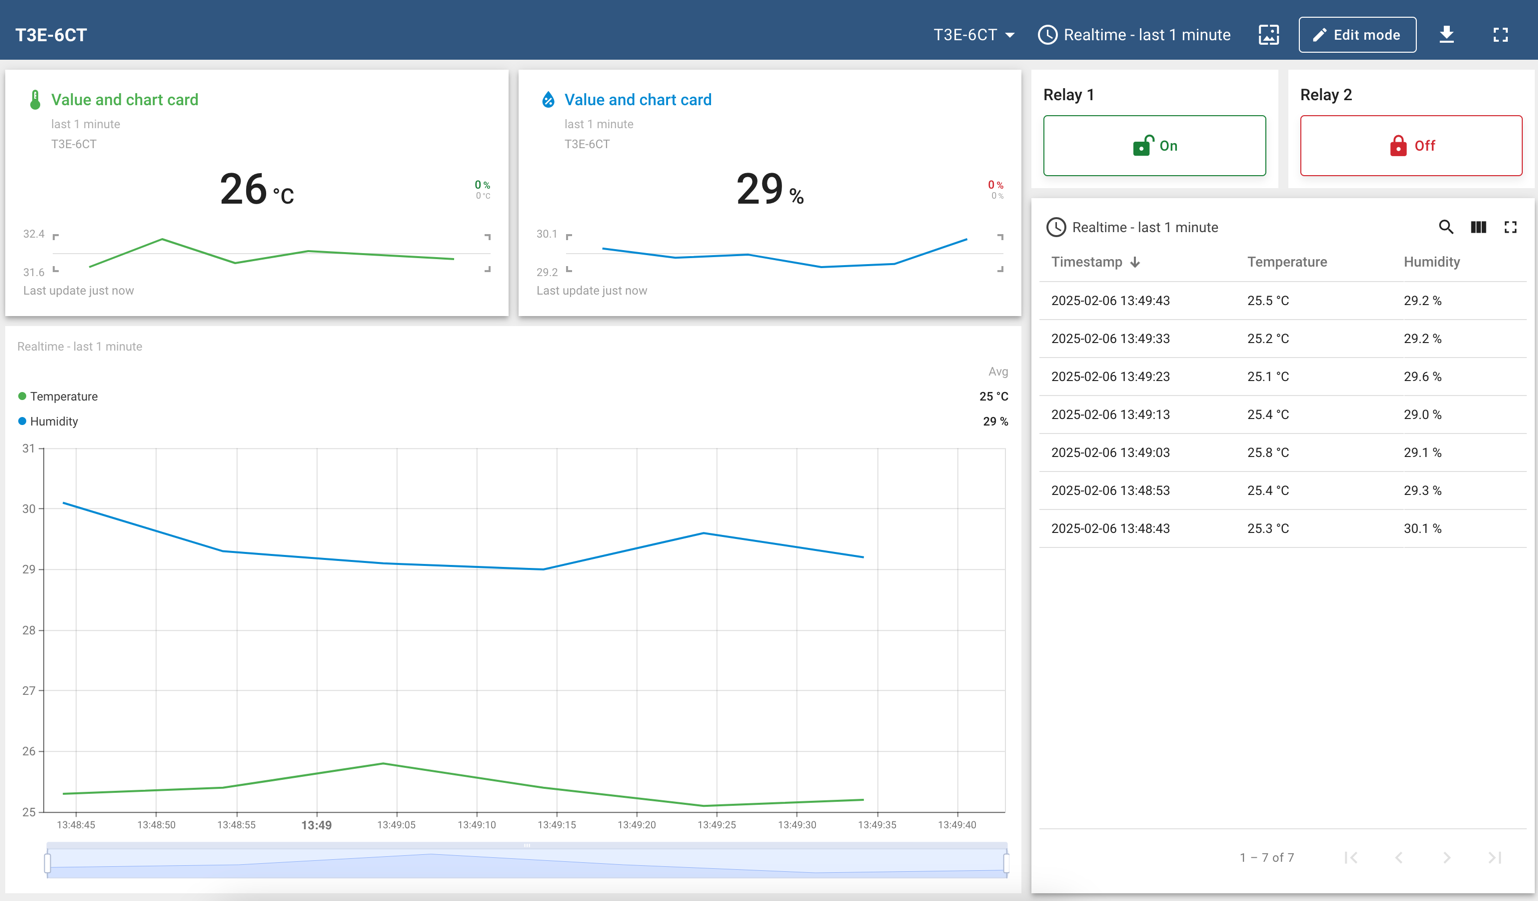 T3E-6CT
T3E-6CT
Realtime - last 1 minute
Edit mode
Value and chart card
last 1 minute
T3E-6CT
26 °C
0 %
0 °C
32.4
31.6
Last update just now
Value and chart card
last 1 minute
T3E-6CT
29 %
0 %
0 %
30.1
29.2
Last update just now
Relay 1
On
Relay 2
Off
Realtime - last 1 minute
Avg
Temperature 25 °C
Humidity 29 %
31
30
29
28
27
26
25
13:48:45 13:48:50 13:48:55 13:49 13:49:05 13:49:10 13:49:15 13:49:20 13:49:25 13:49:30 13:49:35 13:49:40
Realtime - last 1 minute
Timestamp Temperature Humidity
2025-02-06 13:49:43 25.5 °C 29.2 %
2025-02-06 13:49:33 25.2 °C 29.2 %
2025-02-06 13:49:23 25.1 °C 29.6 %
2025-02-06 13:49:13 25.4 °C 29.0 %
2025-02-06 13:49:03 25.8 °C 29.1 %
2025-02-06 13:48:53 25.4 °C 29.3 %
2025-02-06 13:48:43 25.3 °C 30.1 %
1 – 7 of 7